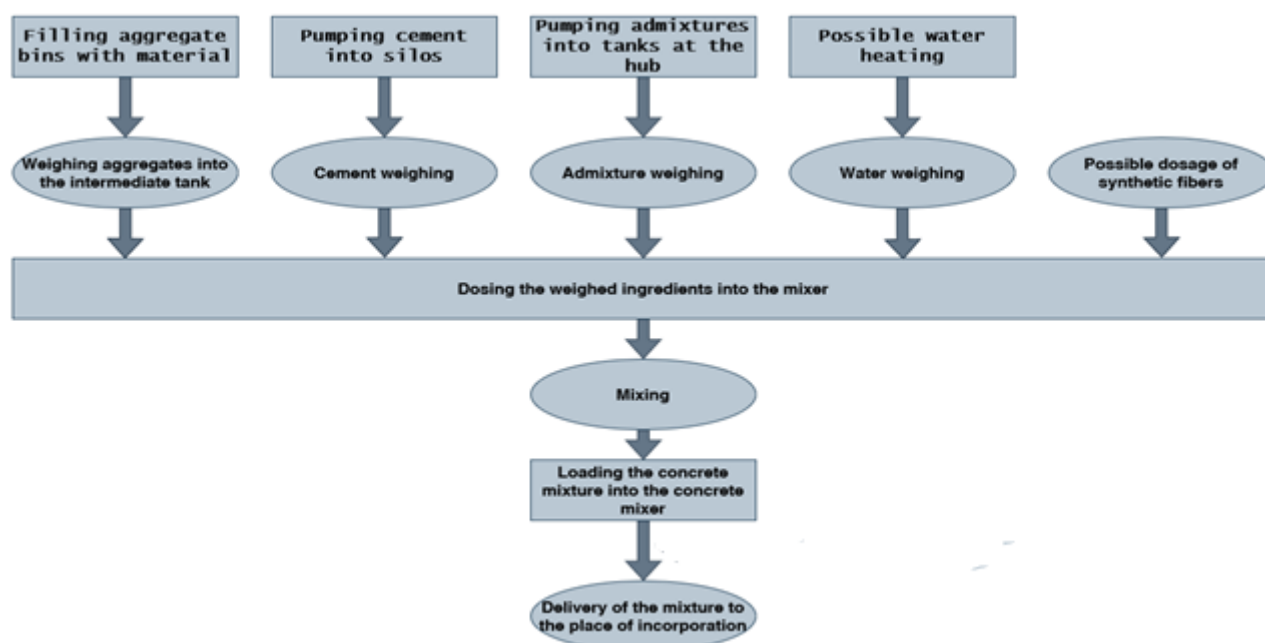 Filling aggregate
bins with material
Pumping cement
into silos
Pumping admixtures
into tanks at the
hub
Possible water
heating
Weighing aggregates into
the intermediate tank
Cement weighing
Admixture weighing
Water weighing
Possible dosage of
synthetic fibers
Dosing the weighed ingredients into the mixer
Mixing
Loading the concrete
mixture into the concrete
mixer
Delivery of the mixture to
the place of incorporation